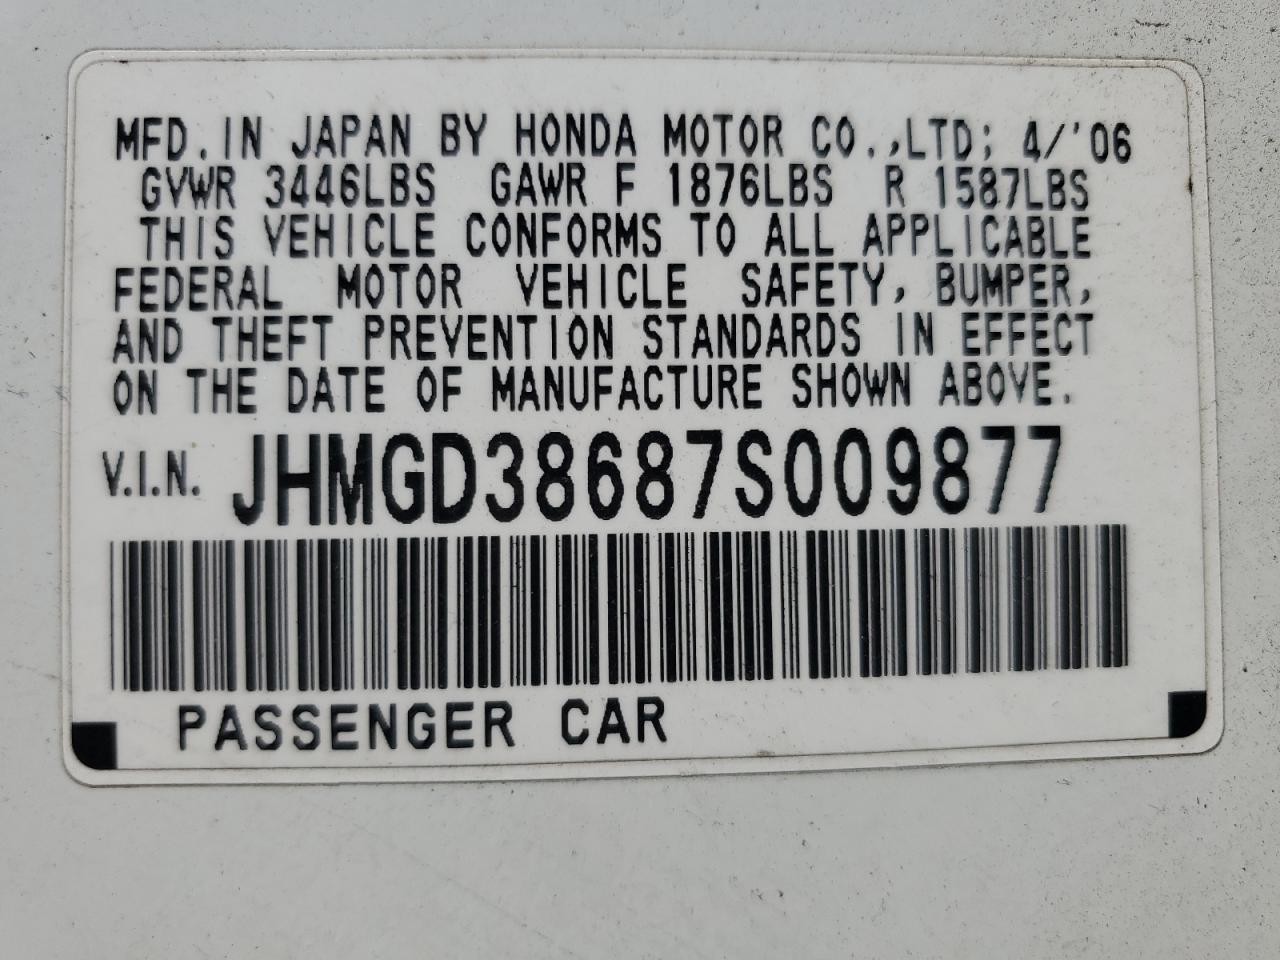 MFD. IN JAPAN BY HONDA MOTOR CO.,LTD; 4/'06
GVWR 3446LBS GAWR F 1876LBS R 1587LBS
THIS VEHICLE CONFORMS TO ALL APPLICABLE
FEDERAL MOTOR VEHICLE SAFETY, BUMPER,
AND THEFT PREVENTION STANDARDS IN EFFECT
ON THE DATE OF MANUFACTURE SHOWN ABOVE.
V.I.N. JHMGD38687S009877
PASSENGER CAR